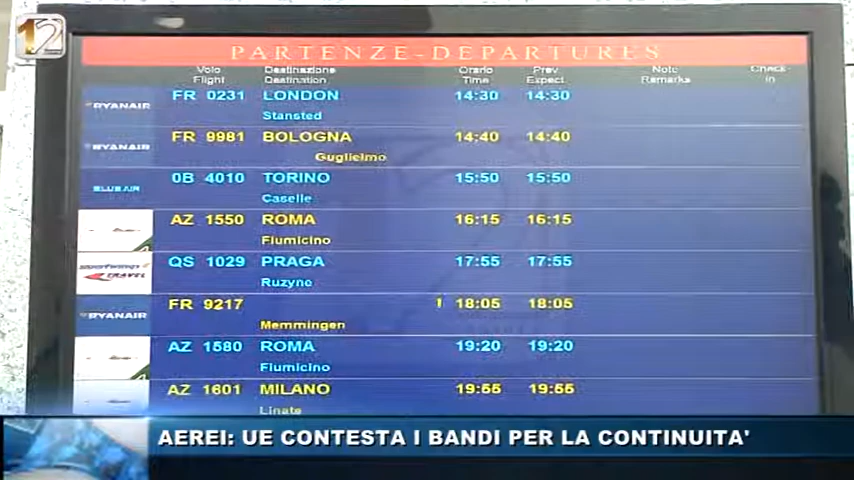 12
PARTENZE-DEPARTURES
Volo Destinazione Orario Prev Note Check-
Flight Destination Time Expect Remarks in
RYANAIR FR 0231 LONDON 14:30 14:30
Stansted
RYANAIR FR 9981 BOLOGNA 14:40 14:40
Guglielmo
BLUE AIR 0B 4010 TORINO 15:50 15:50
Caselle
AZ 1550 ROMA 16:15 16:15
Fiumicino
QS 1029 PRAGA 17:55 17:55
TRAVEL Ruzyne
RYANAIR FR 9217 18:05 18:05
Memmingen
AZ 1580 ROMA 19:20 19:20
Fiumicino
AZ 1601 MILANO 19:55 19:55
Linate
AEREI: UE CONTESTA I BANDI PER LA CONTINUITA'